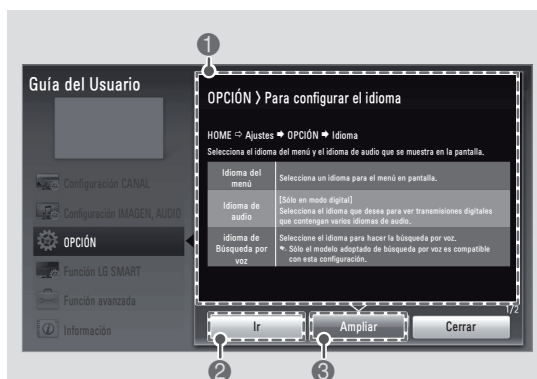 1
Guía del Usuario
Configuración CANAL
Configuración IMAGEN, AUDIO
OPCIÓN
Función LG SMART
Función avanzada
Información
OPCIÓN > Para configurar el idioma
HOME ⇨ Ajustes ➡ OPCIÓN ➡ Idioma
Selecciona el idioma del menú y el idioma de audio que se muestra en la pantalla.
Idioma del
menú
Selecciona un idioma para el menú en pantalla.
Idioma de
audio
[Sólo en modo digital]
Selecciona el idioma que desea para ver transmisiones digitales
que contengan varios idiomas de audio.
idioma de
Búsqueda por
voz
Seleccione el idioma para hacer la búsqueda por voz.
Sólo el modelo adoptado de búsqueda por voz es compatible
con esta configuración.
1/2
Ir
Ampliar
Cerrar
2
3